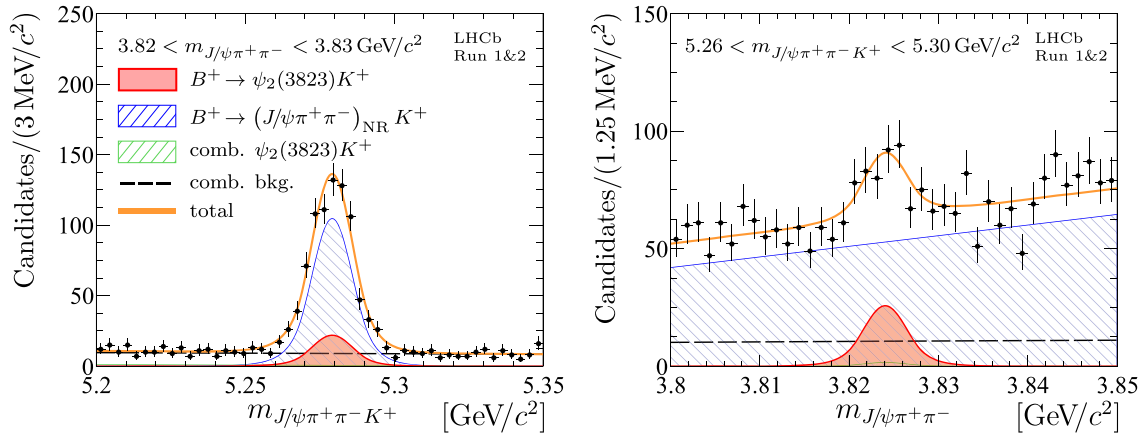 3.82 < m_{J/ψπ⁺π⁻} < 3.83 GeV/c²
LHCb
Run 1&2
B⁺ → ψ₂(3823)K⁺
B⁺ → (J/ψπ⁺π⁻)_{NR} K⁺
comb. ψ₂(3823)K⁺
comb. bkg.
total
Candidates/(3 MeV/c²)
250
200
150
100
50
0
5.2
5.25
5.3
5.35
m_{J/ψπ⁺π⁻K⁺}
[GeV/c²]
5.26 < m_{J/ψπ⁺π⁻K⁺} < 5.30 GeV/c²
LHCb
Run 1&2
Candidates/(1.25 MeV/c²)
150
100
50
0
3.8
3.81
3.82
3.83
3.84
3.85
m_{J/ψπ⁺π⁻}
[GeV/c²]